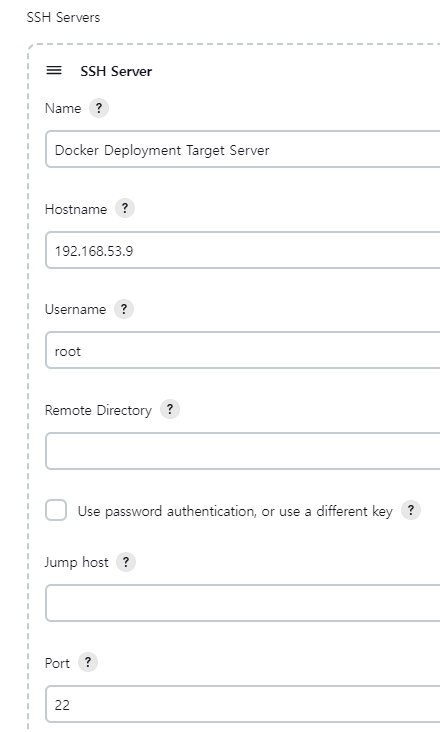 SSH Servers
SSH Server
Name ?
Docker Deployment Target Server
Hostname ?
192.168.53.9
Username ?
root
Remote Directory ?
Use password authentication, or use a different key ?
Jump host ?
Port ?
22